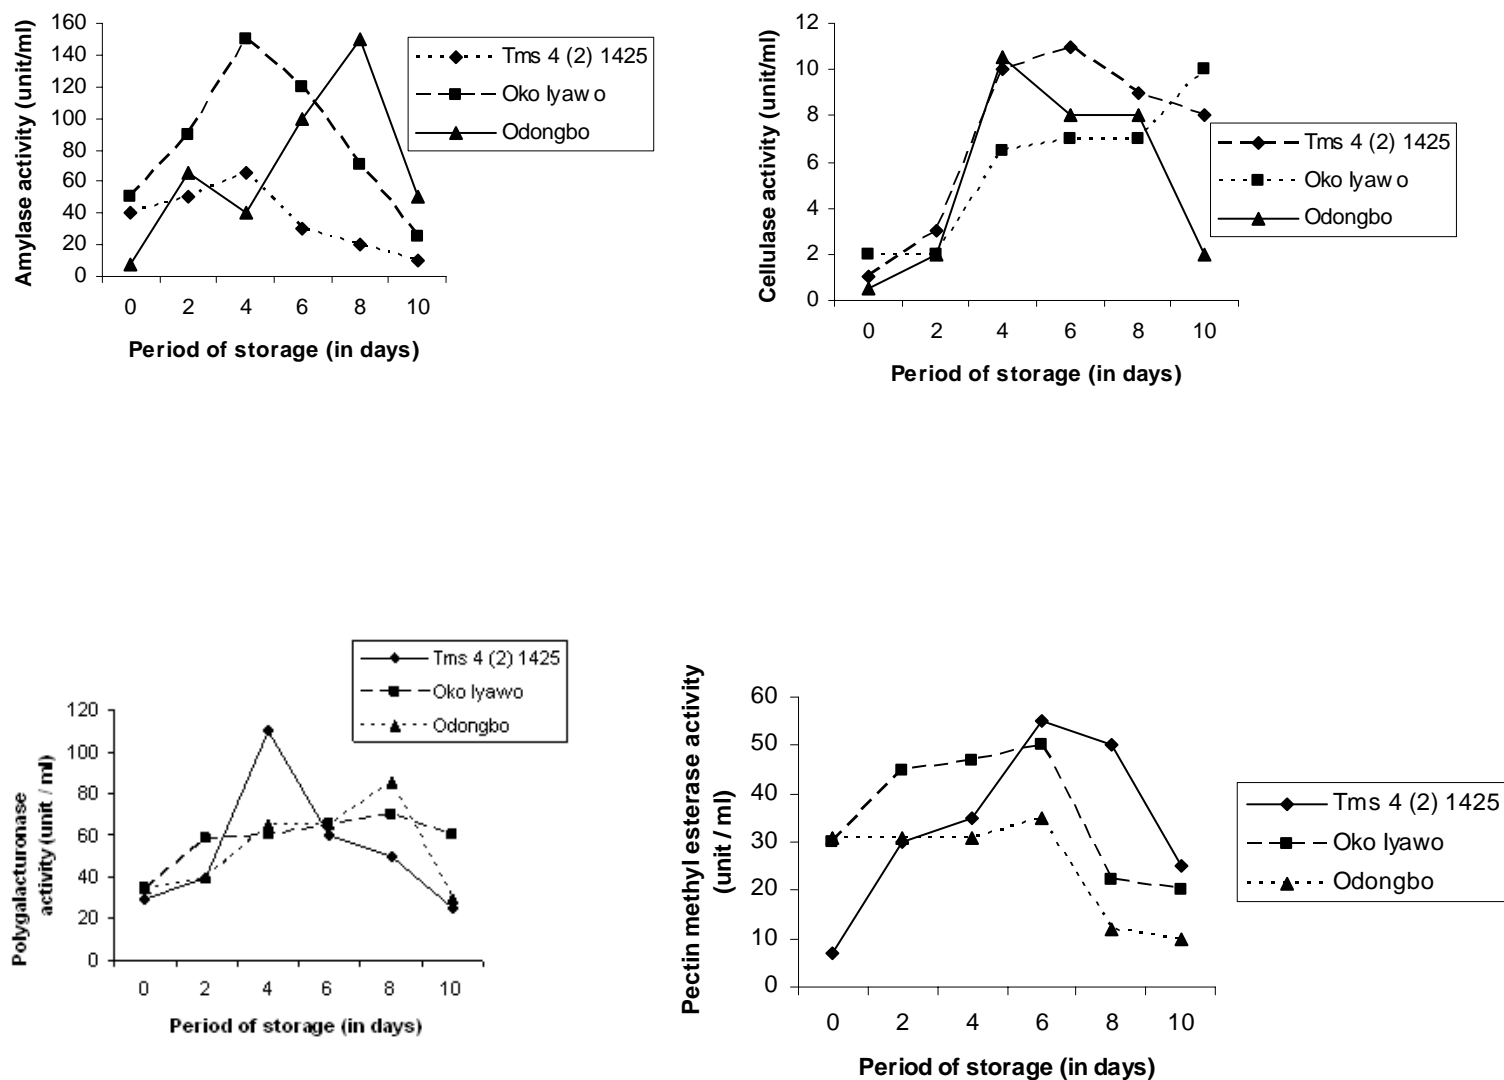 Amylase activity (unit/ml)
160
140
120
100
80
60
40
20
0
0 2 4 6 8 10
Period of storage (in days)
Tms 4 (2) 1425
Oko Iyawo
Odongbo
Cellulase activity (unit/ml)
12
10
8
6
4
2
0
0 2 4 6 8 10
Period of storage (in days)
Tms 4 (2) 1425
Oko Iyawo
Odongbo
Polygalacturonase
activity (unit / ml)
120
100
80
60
40
20
0
0 2 4 6 8 10
Period of storage (in days)
Tms 4 (2) 1425
Oko Iyawo
Odongbo
Pectin methyl esterase activity
(unit / ml)
60
50
40
30
20
10
0
0 2 4 6 8 10
Period of storage (in days)
Tms 4 (2) 1425
Oko Iyawo
Odongbo